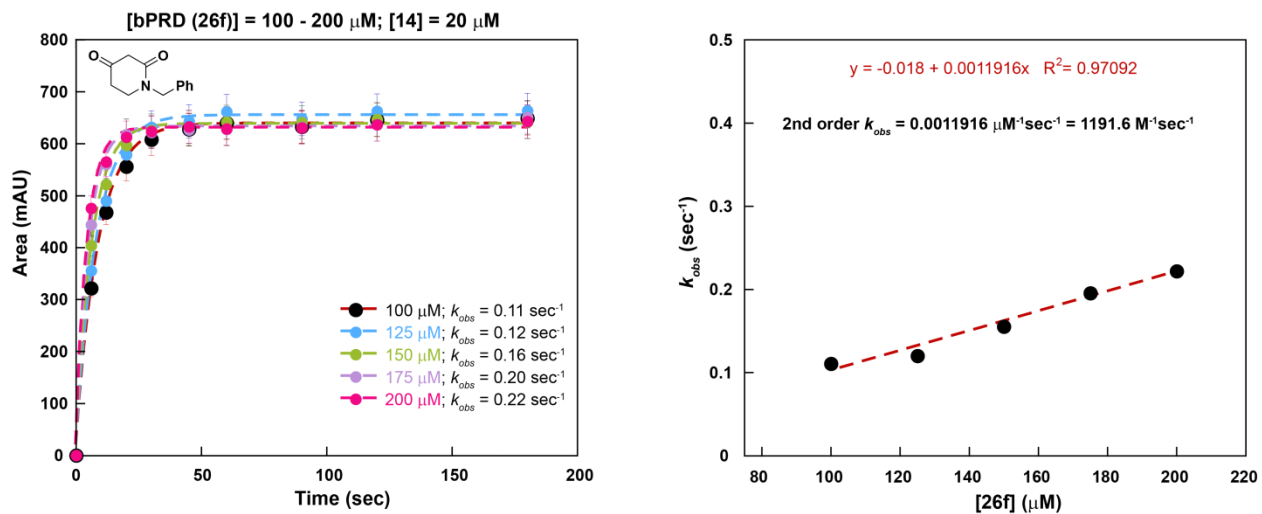 [bPRD (26f)] = 100 - 200 μM; [14] = 20 μM
800
700
600
500
400
300
200
100
0
Area (mAU)
O
O
N
Ph
100 μM; kobs = 0.11 sec-1
125 μM; kobs = 0.12 sec-1
150 μM; kobs = 0.16 sec-1
175 μM; kobs = 0.20 sec-1
200 μM; kobs = 0.22 sec-1
0
50
100
150
200
Time (sec)
0.5
0.4
0.3
0.2
0.1
0
kobs (sec-1)
y = -0.018 + 0.0011916x R2= 0.97092
2nd order kobs = 0.0011916 μM-1sec-1 = 1191.6 M-1sec-1
80
100
120
140
160
180
200
220
[26f] (μM)